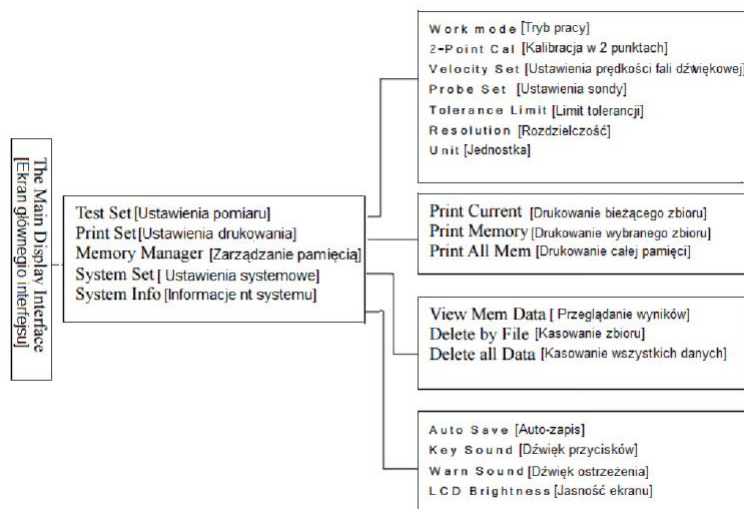 The Main Display Interface
[Ekran głównegio interfejsu]
Test Set [Ustawienia pomiaru]
Print Set [Ustawienia drukowania]
Memory Manager [Zarządzanie pamięcią]
System Set [ Ustawienia systemowe]
System Info [Informacje nt systemu]
Work mode [Tryb pracy]
2-Point Cal [Kalibracja w 2 punktach]
Velocity Set [Ustawienia prędkości fali dźwiękowej]
Probe Set [Ustawienia sondy]
Tolerance Limit [Limit tolerancji]
Resolution [Rozdzielczość]
Unit [Jednostka]
Print Current [Drukowanie bieżącego zbioru]
Print Memory [Drukowanie wybranego zbioru]
Print All Mem [Drukowanie całej pamięci]
View Mem Data [ Przeglądanie wyników]
Delete by File [Kasowanie zbioru]
Delete all Data [Kasowanie wszystkich danych]
Auto Save [Auto-zapis]
Key Sound [Dźwięk przycisków]
Warn Sound [Dźwięk ostrzeżenia]
LCD Brightness [Jasność ekranu]